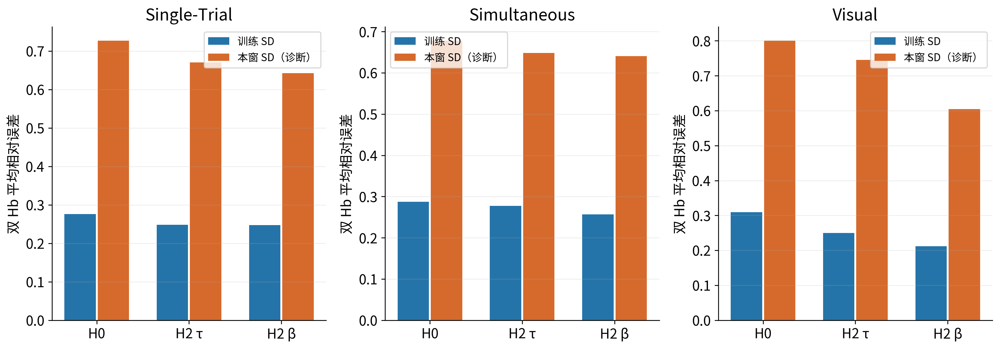 Single-Trial
双 Hb 平均相对误差
0.7
0.6
0.5
0.4
0.3
0.2
0.1
0.0
训练 SD
本窗 SD（诊断）
H0
H2 τ
H2 β
Simultaneous
双 Hb 平均相对误差
0.7
0.6
0.5
0.4
0.3
0.2
0.1
0.0
训练 SD
本窗 SD（诊断）
H0
H2 τ
H2 β
Visual
双 Hb 平均相对误差
0.8
0.7
0.6
0.5
0.4
0.3
0.2
0.1
0.0
训练 SD
本窗 SD（诊断）
H0
H2 τ
H2 β